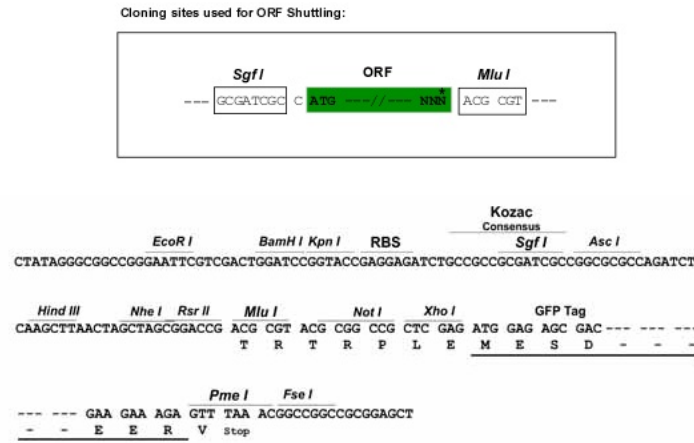 Cloning sites used for ORF Shuttling:
Sgf I ORF Mlu I
--- GCGATCGC C ATG ---//--- NNN* ACG CGT ---
Kozac
Consensus
EcoR I BamH I Kpn I RBS Sgf I Asc I
CTATAGGGCGGCCGGGAATTCGTCGACTGGATCCGGTACCGAGGAGATCTGCCGCCGCGATCGCCGGCGCGCCAGATCT
Hind III Nhe I Rsr II Mlu I Not I Xho I GFP Tag
CAAGCTTAACTAGCTAGCGGACCG ACG CGT ACG CGG CCG CTC GAG ATG GAG AGC GAC --- --- ---
T R T R P L E M E S D - - -
Pme I Fse I
--- --- GAA GAA AGA GTT TAA ACGGCCGGCCGCGGAGCT
- - E E R V Stop